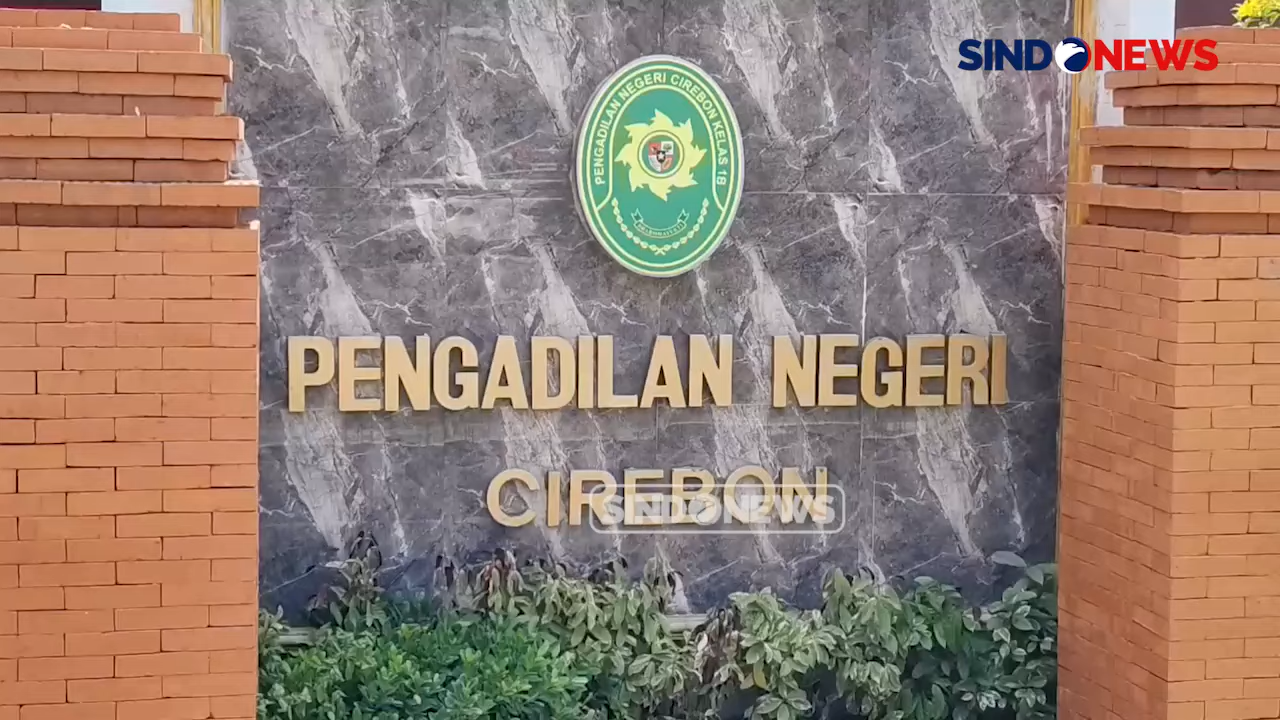 SINDONEWS
PENGADILAN NEGERI CIREBON KELAS 1B
PENGADILAN NEGERI
CIREBON
SINDONEWS